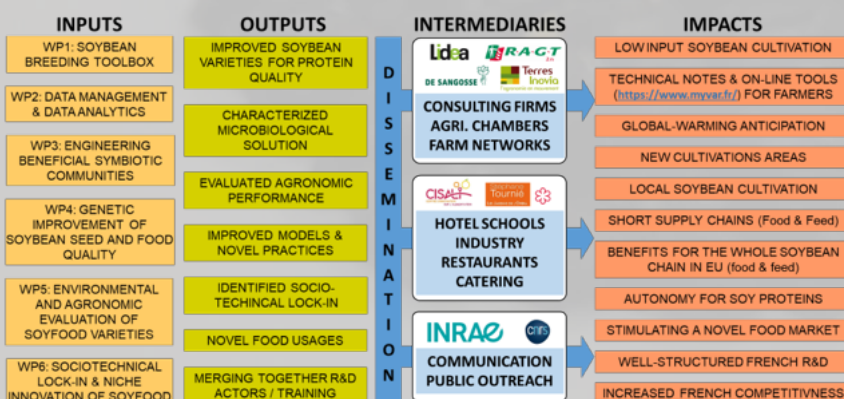 INPUTS
WP1: SOYBEAN
BREEDING TOOLBOX
WP2: DATA MANAGEMENT
& DATA ANALYTICS
WP3: ENGINEERING
BENEFICIAL SYMBIOTIC
COMMUNITIES
WP4: GENETIC
IMPROVEMENT OF
SOYBEAN SEED AND FOOD
QUALITY
WP5: ENVIRONMENTAL
AND AGRONOMIC
EVALUATION OF
SOYFOOD VARIETIES
WP6: SOCIOTECHNICAL
LOCK-IN & NICHE
INNOVATION OF SOYFOOD
OUTPUTS
IMPROVED SOYBEAN
VARIETIES FOR PROTEIN
QUALITY
CHARACTERIZED
MICROBIOLOGICAL
SOLUTION
EVALUATED AGRONOMIC
PERFORMANCE
IMPROVED MODELS &
NOVEL PRACTICES
IDENTIFIED SOCIO-
TECHINCAL LOCK-IN
NOVEL FOOD USAGES
MERGING TOGETHER R&D
ACTORS / TRAINING
D
I
S
S
E
M
I
N
A
T
I
O
N
INTERMEDIARIES
Lidea
R·A·G·T
DE SANGOSSE
Terres
Inovia
CONSULTING FIRMS
AGRI. CHAMBERS
FARM NETWORKS
CISALI
Tournié
HOTEL SCHOOLS
INDUSTRY
RESTAURANTS
CATERING
INRAE
cnrs
COMMUNICATION
PUBLIC OUTREACH
IMPACTS
LOW INPUT SOYBEAN CULTIVATION
TECHNICAL NOTES & ON-LINE TOOLS
(https://www.myvar.fr/) FOR FARMERS
GLOBAL-WARMING ANTICIPATION
NEW CULTIVATIONS AREAS
LOCAL SOYBEAN CULTIVATION
SHORT SUPPLY CHAINS (Food & Feed)
BENEFITS FOR THE WHOLE SOYBEAN
CHAIN IN EU (food & feed)
AUTONOMY FOR SOY PROTEINS
STIMULATING A NOVEL FOOD MARKET
WELL-STRUCTURED FRENCH R&D
INCREASED FRENCH COMPETITIVNESS